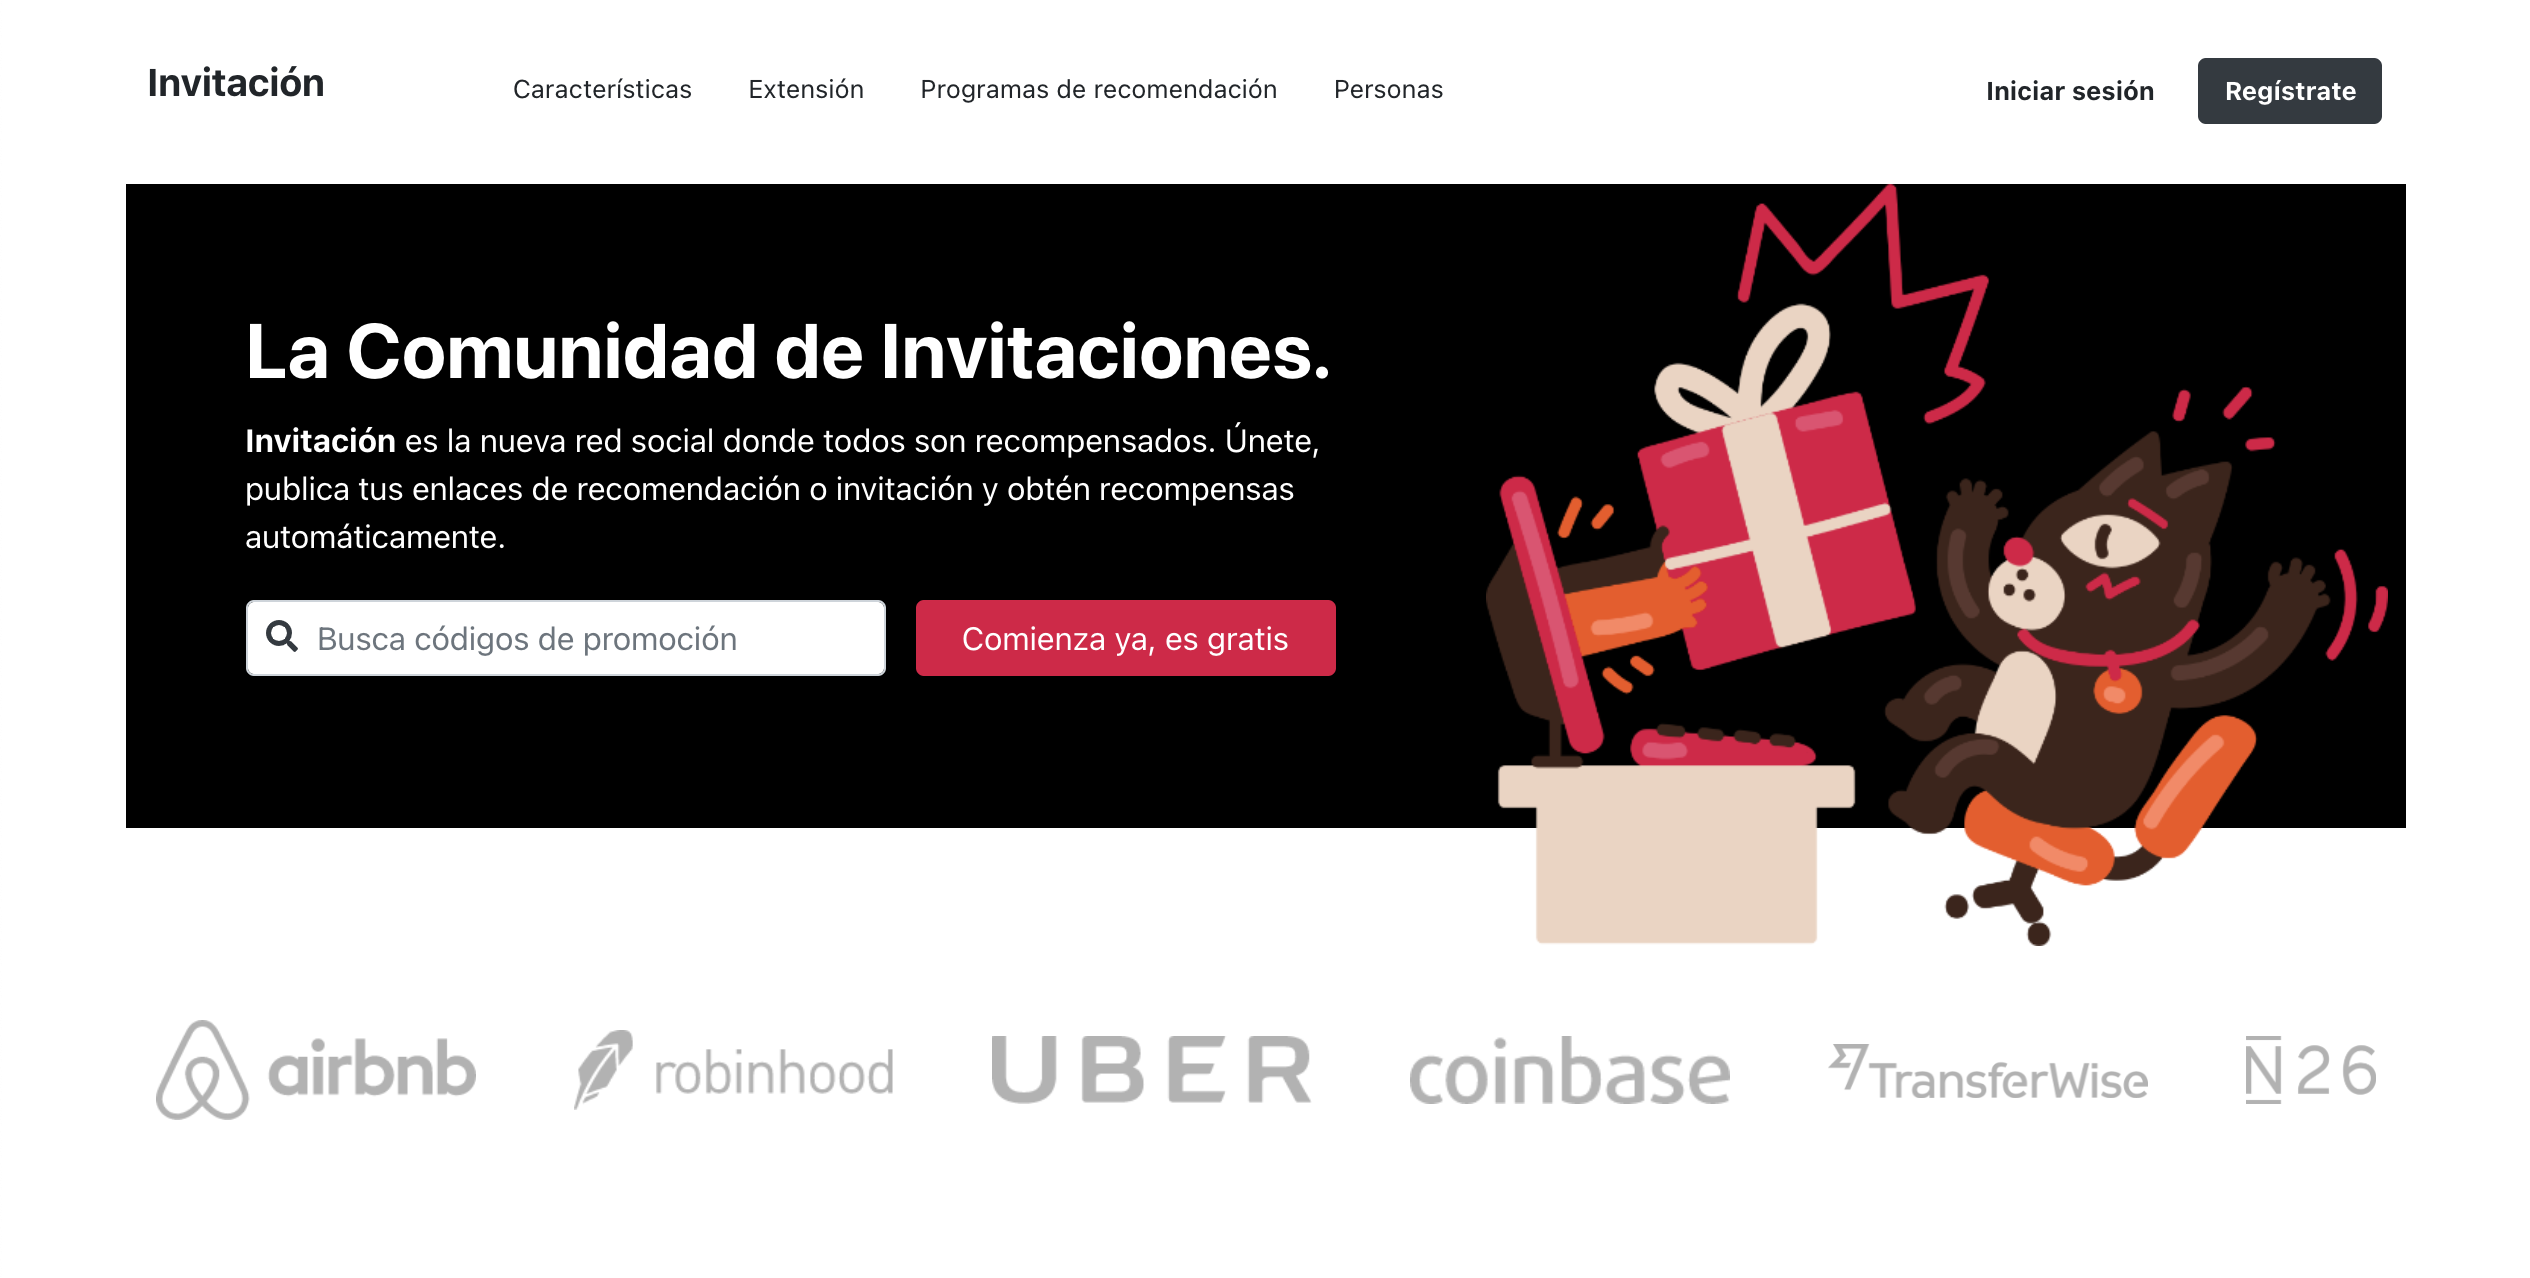 Invitación
Características
Extensión
Programas de recomendación
Personas
Iniciar sesión
Regístrate
La Comunidad de Invitaciones.
Invitación es la nueva red social donde todos son recompensados. Únete,
publica tus enlaces de recomendación o invitación y obtén recompensas
automáticamente.
Busca códigos de promoción
Comienza ya, es gratis
airbnb
robinhood
UBER
coinbase
TransferWise
N26